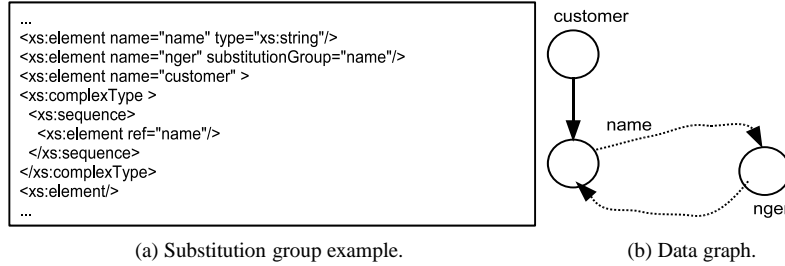 ...
<xs:element name="name" type="xs:string"/>
<xs:element name="nger" substitutionGroup="name"/>
<xs:element name="customer" >
<xs:complexType >
<xs:sequence>
<xs:element ref="name"/>
</xs:sequence>
</xs:complexType>
<xs:element/>
...
(a) Substitution group example.
customer
name
nger
(b) Data graph.